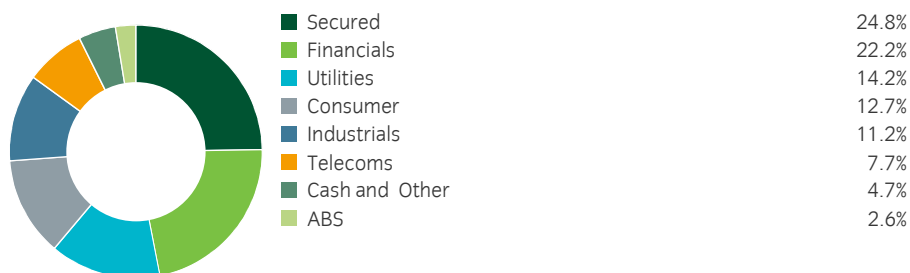 Secured 24.8%
Financials 22.2%
Utilities 14.2%
Consumer 12.7%
Industrials 11.2%
Telecoms 7.7%
Cash and Other 4.7%
ABS 2.6%